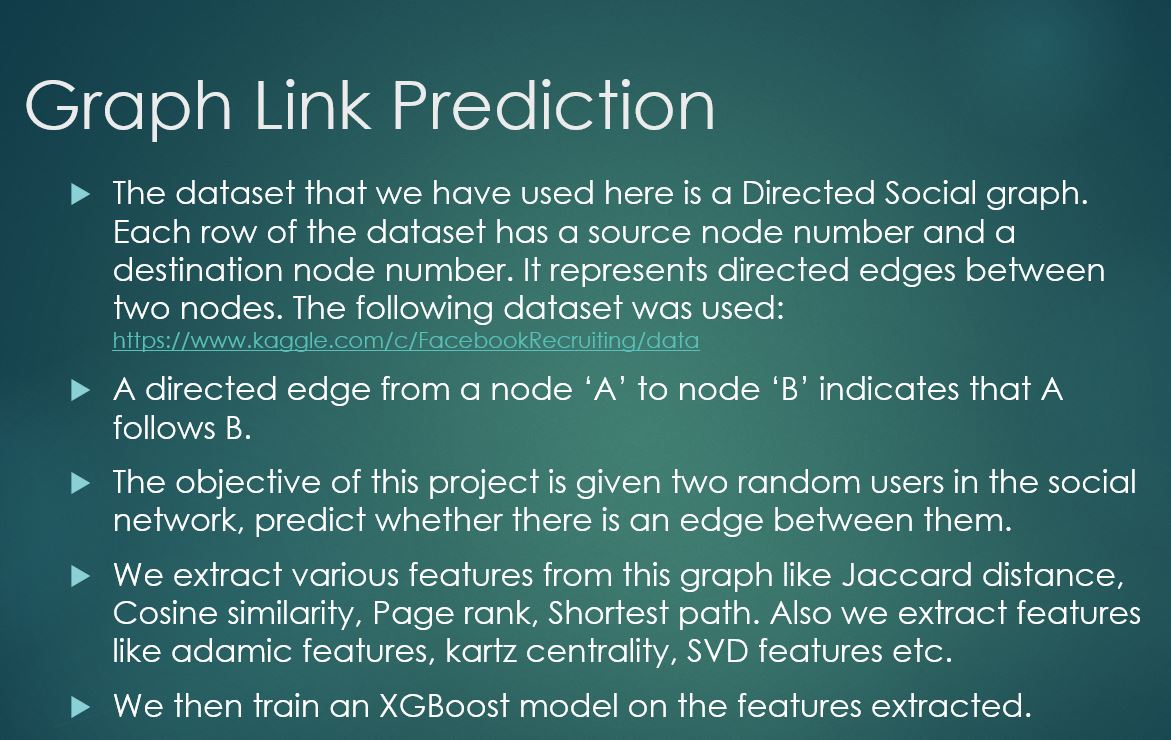 Graph Link Prediction
The dataset that we have used here is a Directed Social graph.
Each row of the dataset has a source node number and a
destination node number. It represents directed edges between
two nodes. The following dataset was used:
https://www.kaggle.com/c/FacebookRecruiting/data
A directed edge from a node ‘A’ to node ‘B’ indicates that A
follows B.
The objective of this project is given two random users in the social
network, predict whether there is an edge between them.
We extract various features from this graph like Jaccard distance,
Cosine similarity, Page rank, Shortest path. Also we extract features
like adamic features, kartz centrality, SVD features etc.
We then train an XGBoost model on the features extracted.